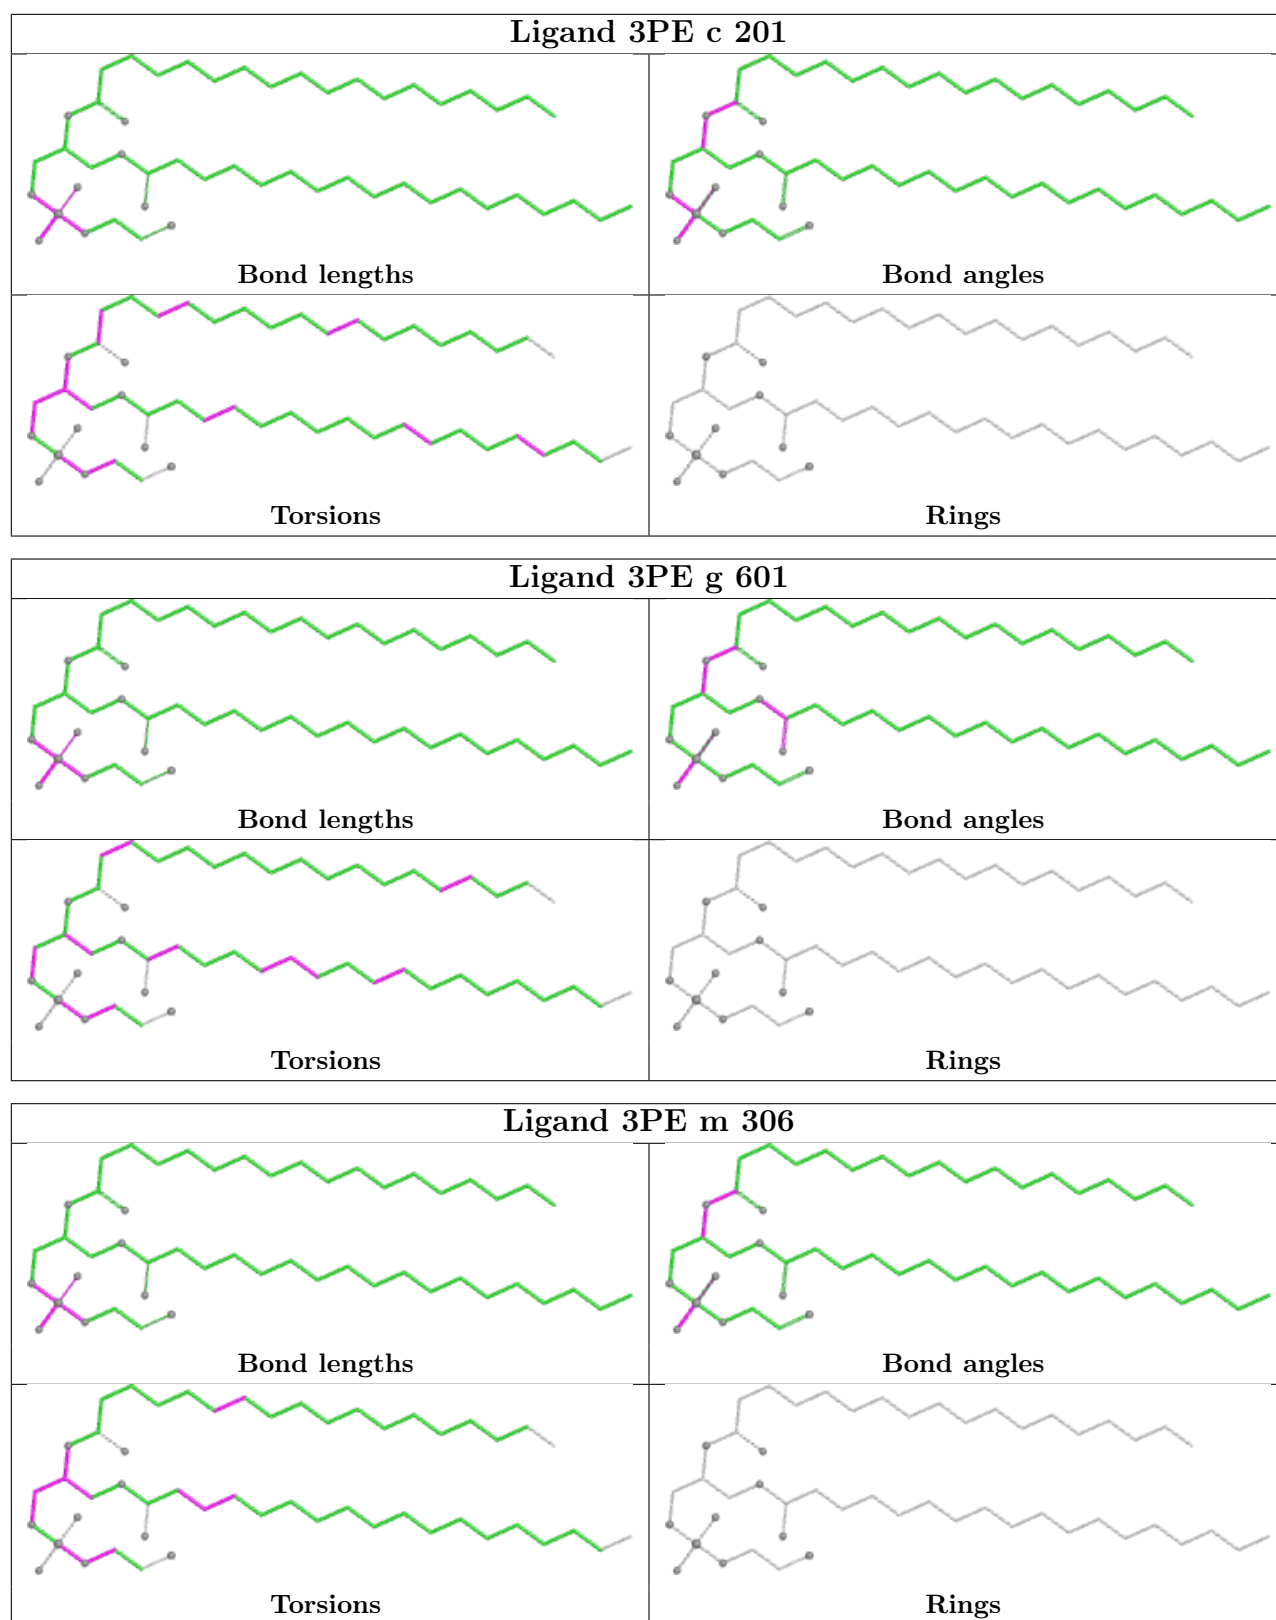 Ligand 3PE c 201
Bond lengths
Bond angles
Torsions
Rings
Ligand 3PE g 601
Bond lengths
Bond angles
Torsions
Rings
Ligand 3PE m 306
Bond lengths
Bond angles
Torsions
Rings